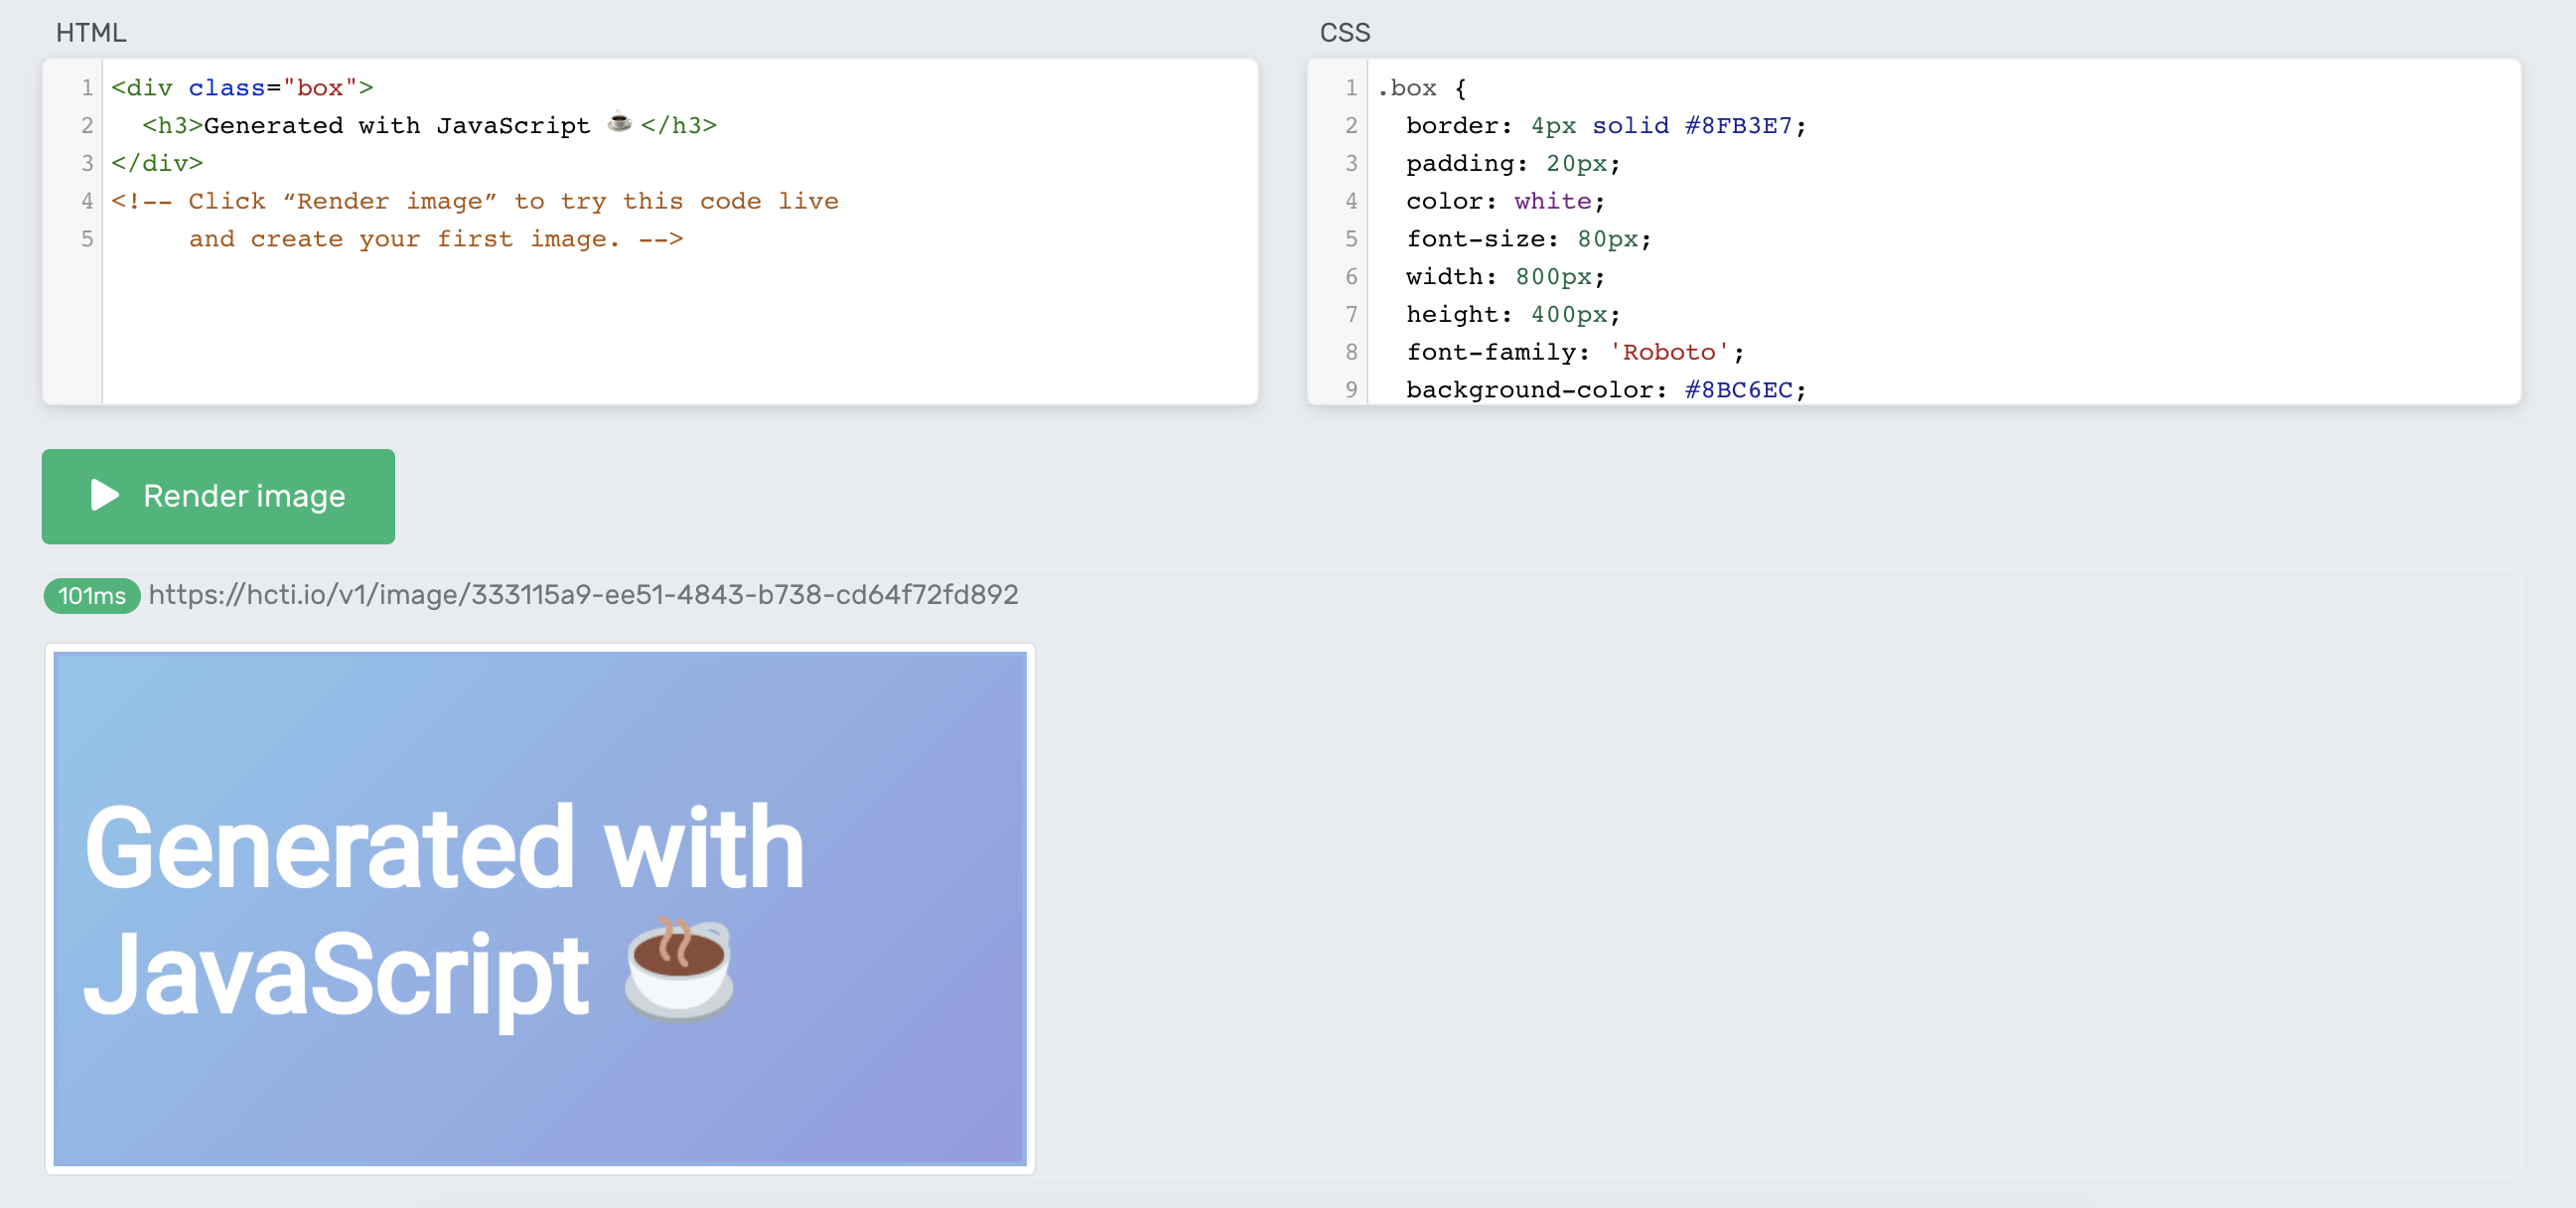 HTML
1 <div class="box">
2   <h3>Generated with JavaScript ☕</h3>
3 </div>
4 <!-- Click “Render image” to try this code live
5      and create your first image. -->
CSS
1 .box {
2   border: 4px solid #8FB3E7;
3   padding: 20px;
4   color: white;
5   font-size: 80px;
6   width: 800px;
7   height: 400px;
8   font-family: 'Roboto';
9   background-color: #8BC6EC;
Render image
101ms https://hcti.io/v1/image/333115a9-ee51-4843-b738-cd64f72fd892
Generated with
JavaScript ☕